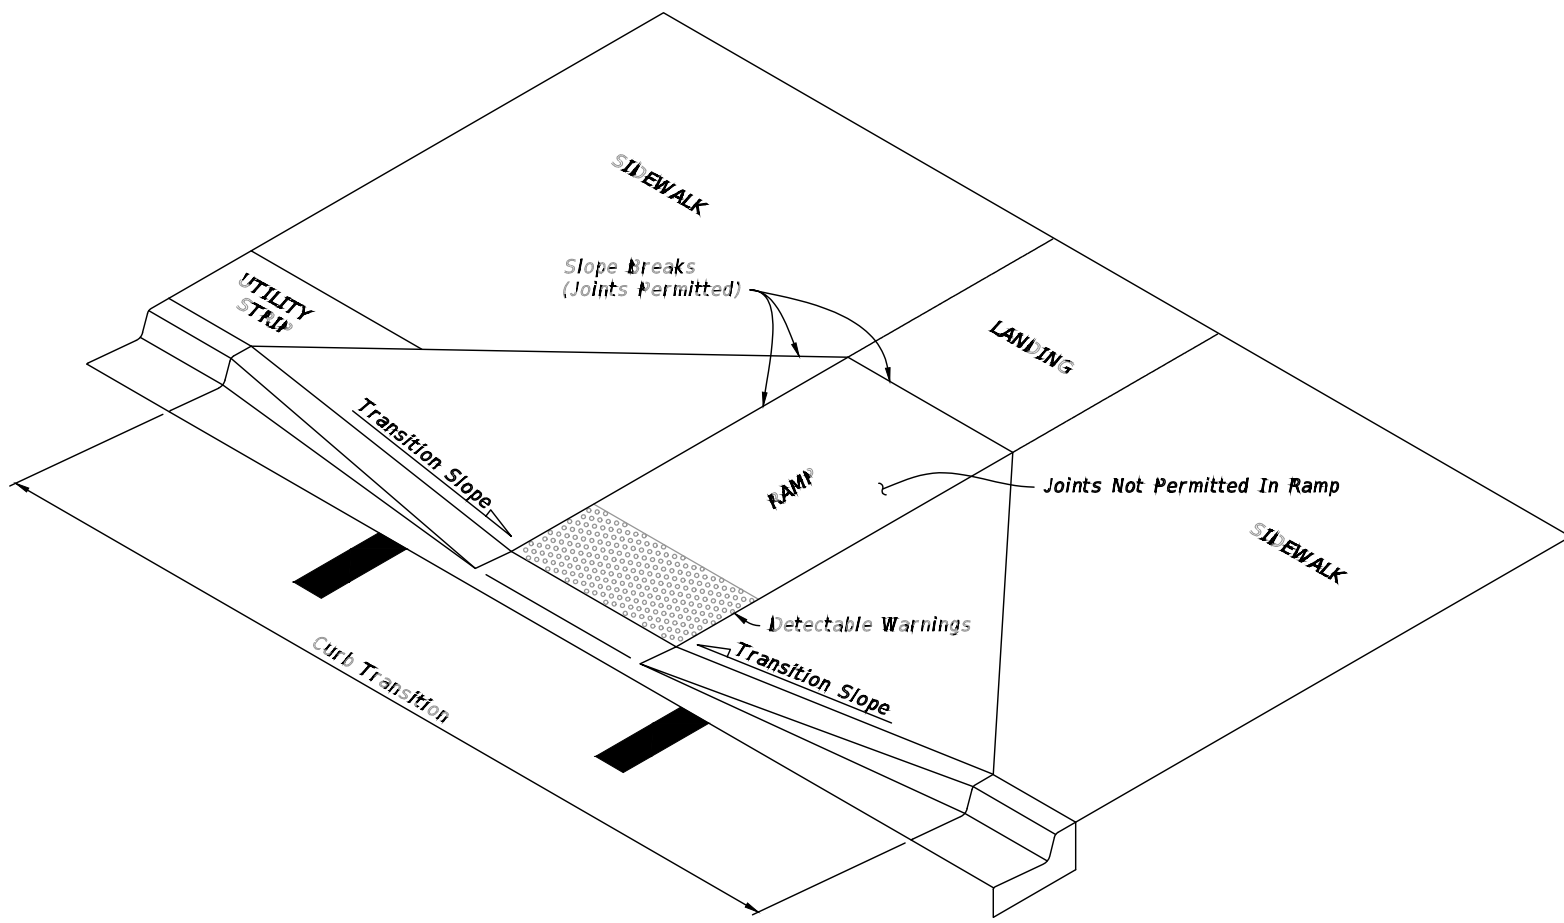 SIDEWALK
Slope Breaks
(Joints Permitted)
UTILITY
STRIP
LANDING
Transition Slope
RAMP
Joints Not Permitted In Ramp
SIDEWALK
Detectable Warnings
Transition Slope
Curb Transition